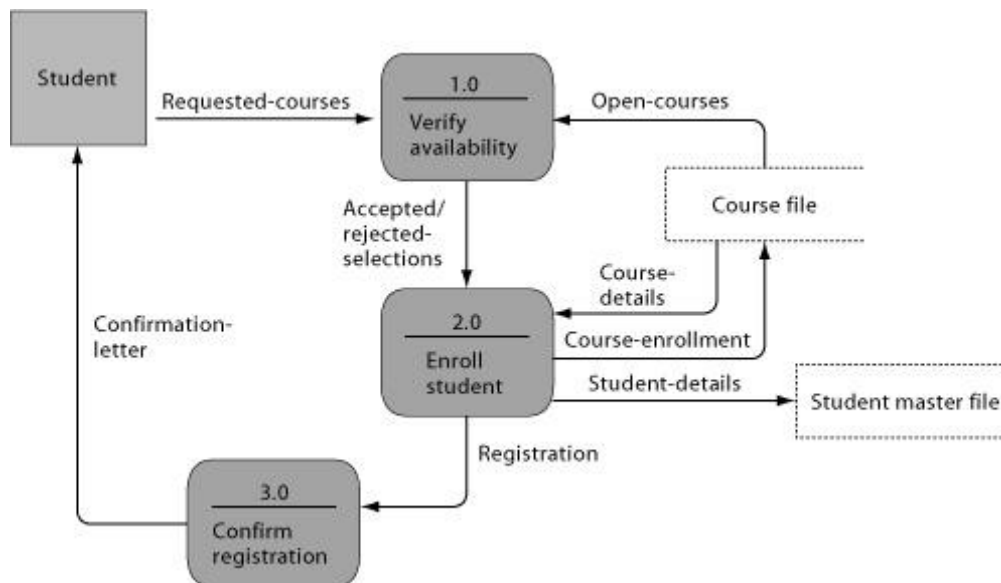 Student
Requested-courses
1.0
Verify
availability
Open-courses
Course file
Accepted/
rejected-
selections
Course-
details
2.0
Enroll
student
Course-enrollment
Student-details
Student master file
Confirmation-
letter
Registration
3.0
Confirm
registration